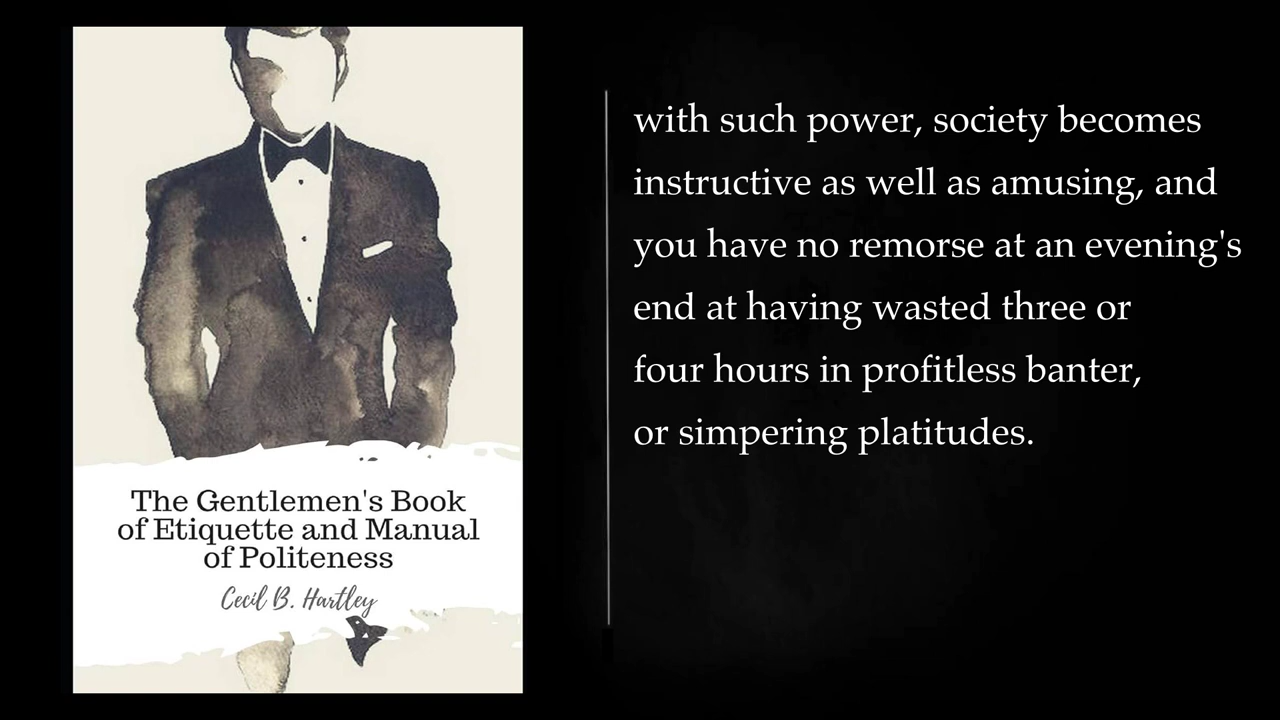 The Gentlemen's Book
of Etiquette and Manual
of Politeness
Cecil B. Hartley
with such power, society becomes
instructive as well as amusing, and
you have no remorse at an evening's
end at having wasted three or
four hours in profitless banter,
or simpering platitudes.